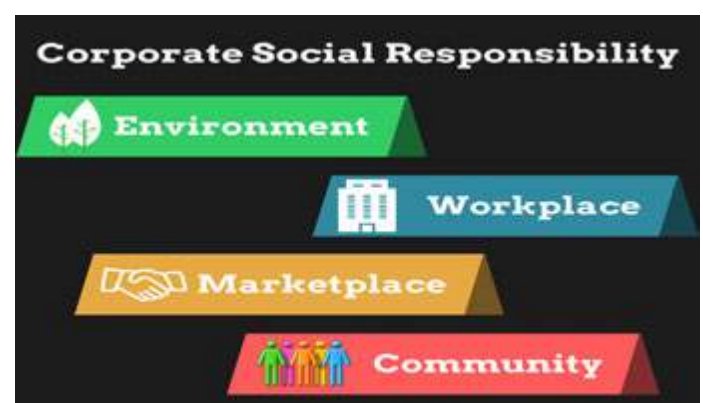 Corporate Social Responsibility
Environment
Workplace
Marketplace
Community